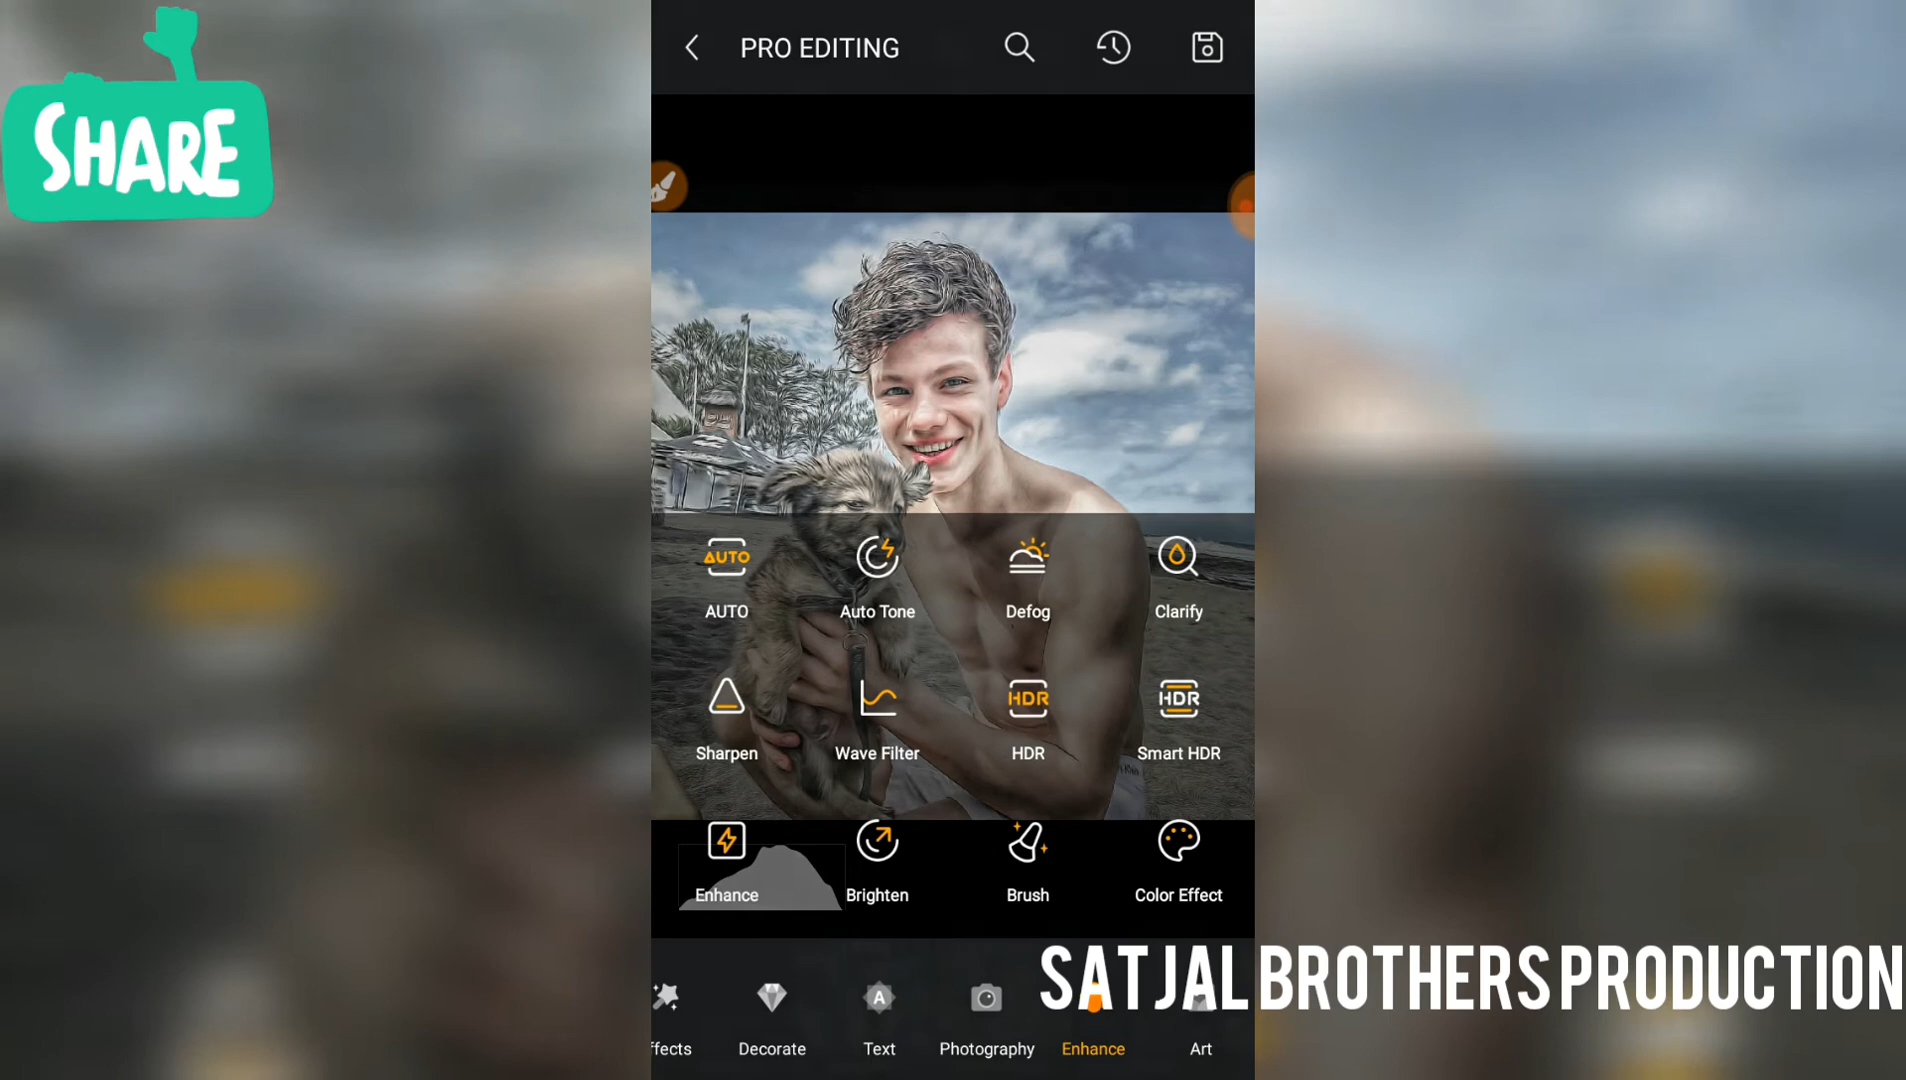 SHARE
PRO EDITING
AUTO
AUTO Auto Tone Defog Clarify
HDR HDR
Sharpen Wave Filter HDR Smart HDR
Enhance Brighten Brush Color Effect
SATJAL BROTHERS PRODUCTION
A
ffects Decorate Text Photography Enhance Art